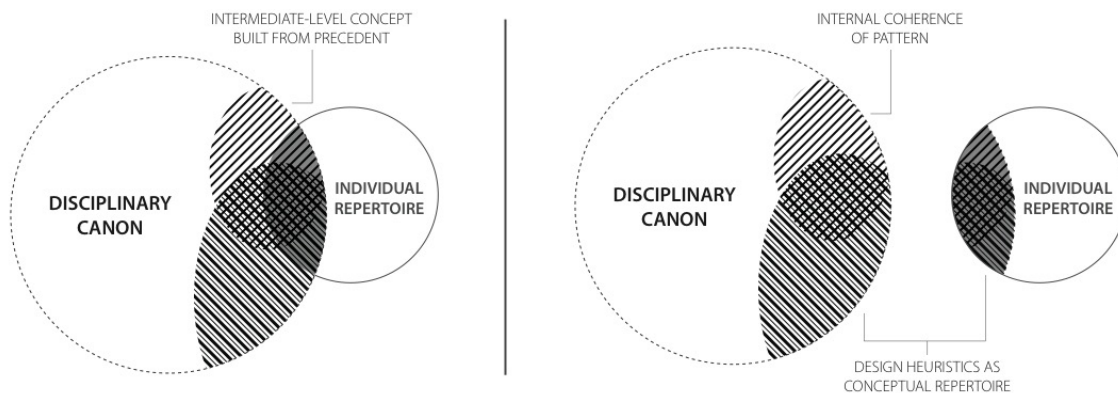 INTERMEDIATE-LEVEL CONCEPT
BUILT FROM PRECEDENT
DISCIPLINARY
CANON
INDIVIDUAL
REPERTOIRE
INTERNAL COHERENCE
OF PATTERN
DISCIPLINARY
CANON
INDIVIDUAL
REPERTOIRE
DESIGN HEURISTICS AS
CONCEPTUAL REPERTOIRE